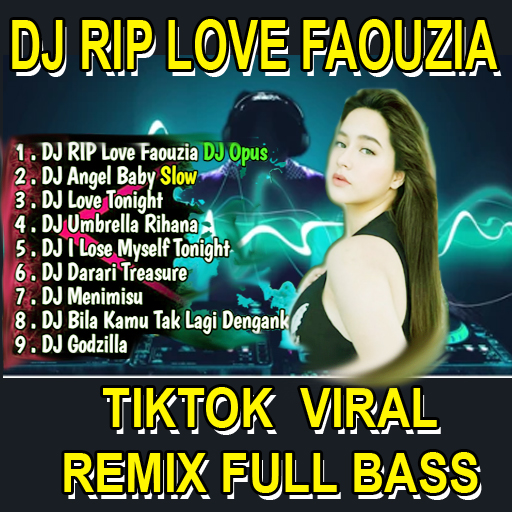 DJ RIP LOVE FAOUZIA
1 . DJ RIP Love Faouzia DJ Opus
2 . DJ Angel Baby Slow
3 . DJ Love Tonight
4 . DJ Umbrella Rihana
5 . DJ I Lose Myself Tonight
6 . DJ Darari Treasure
7 . DJ Menimisu
8 . DJ Bila Kamu Tak Lagi Dengank
9 . DJ Godzilla
TIKTOK VIRAL
REMIX FULL BASS